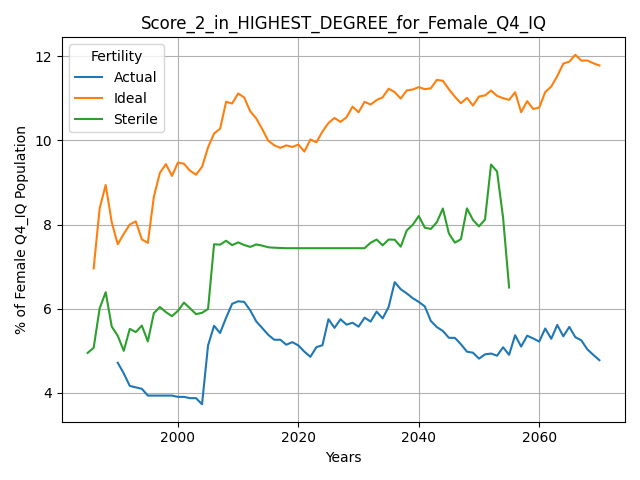 Score_2_in_HIGHEST_DEGREE_for_Female_Q4_IQ
Fertility
Actual
Ideal
Sterile
% of Female Q4_IQ Population
12
10
8
6
4
2000
2020
2040
2060
Years